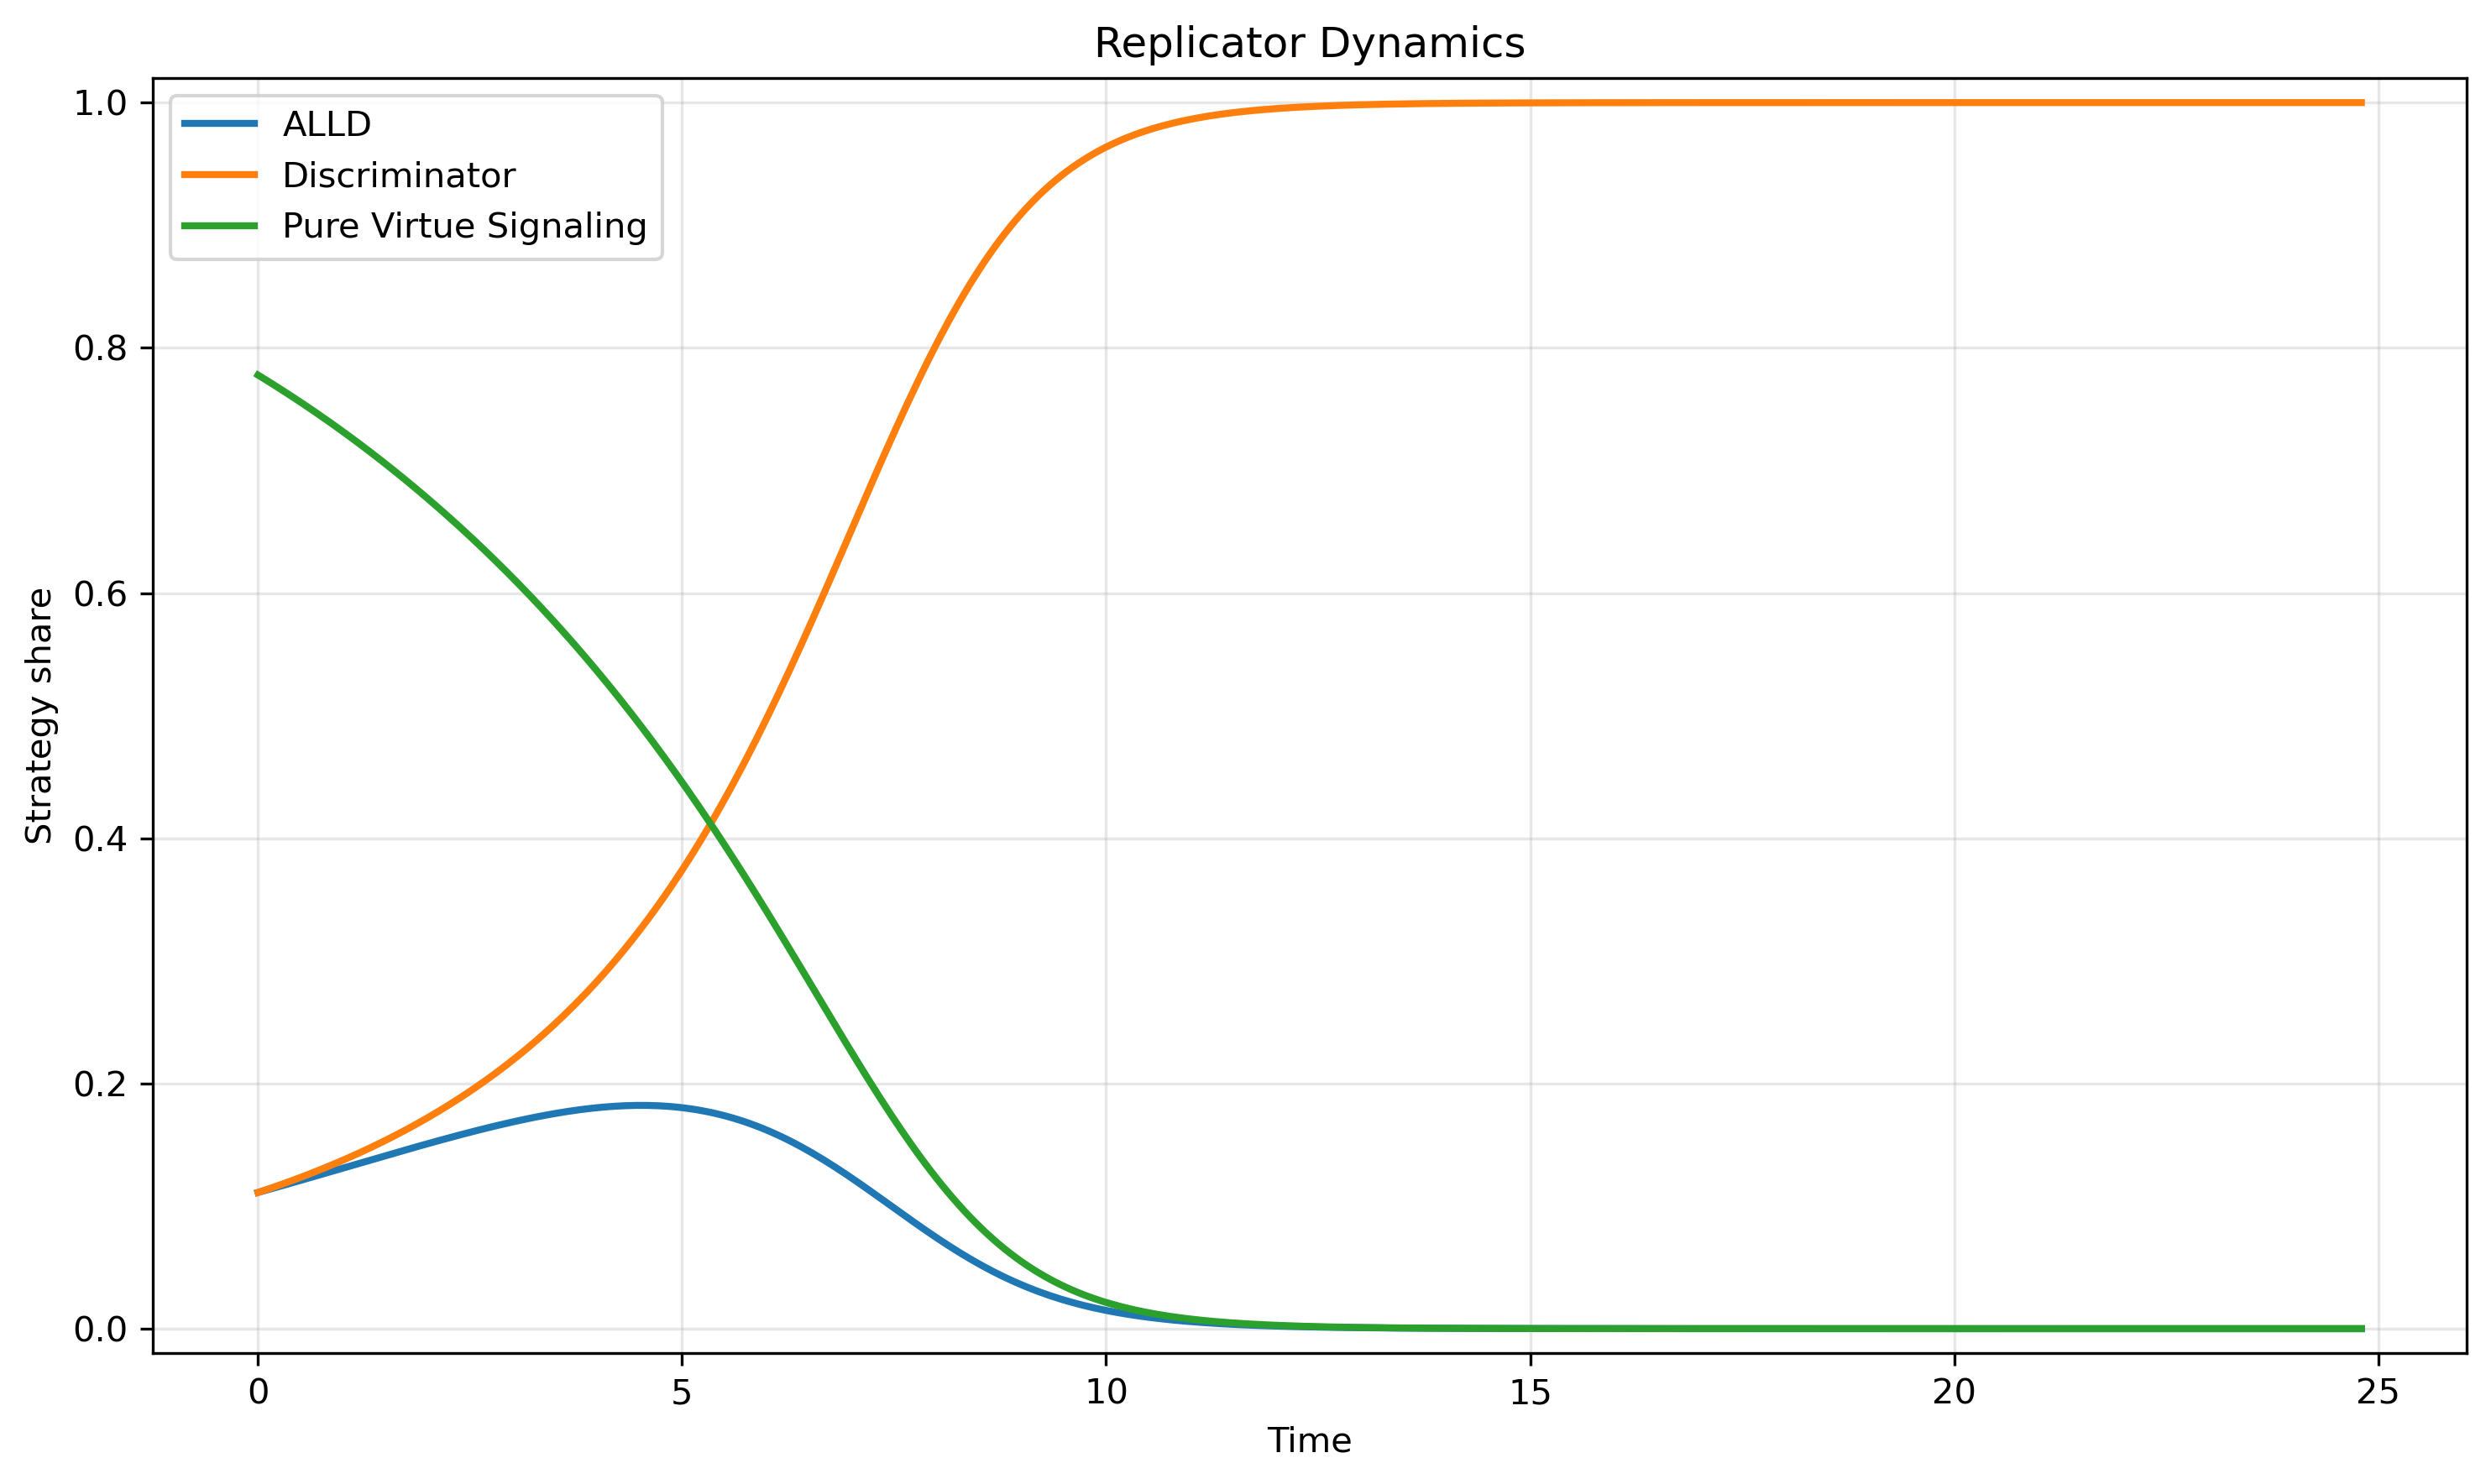 Replicator Dynamics
ALLD
Discriminator
Pure Virtue Signaling
Strategy share
1.0
0.8
0.6
0.4
0.2
0.0
0 5 10 15 20 25
Time